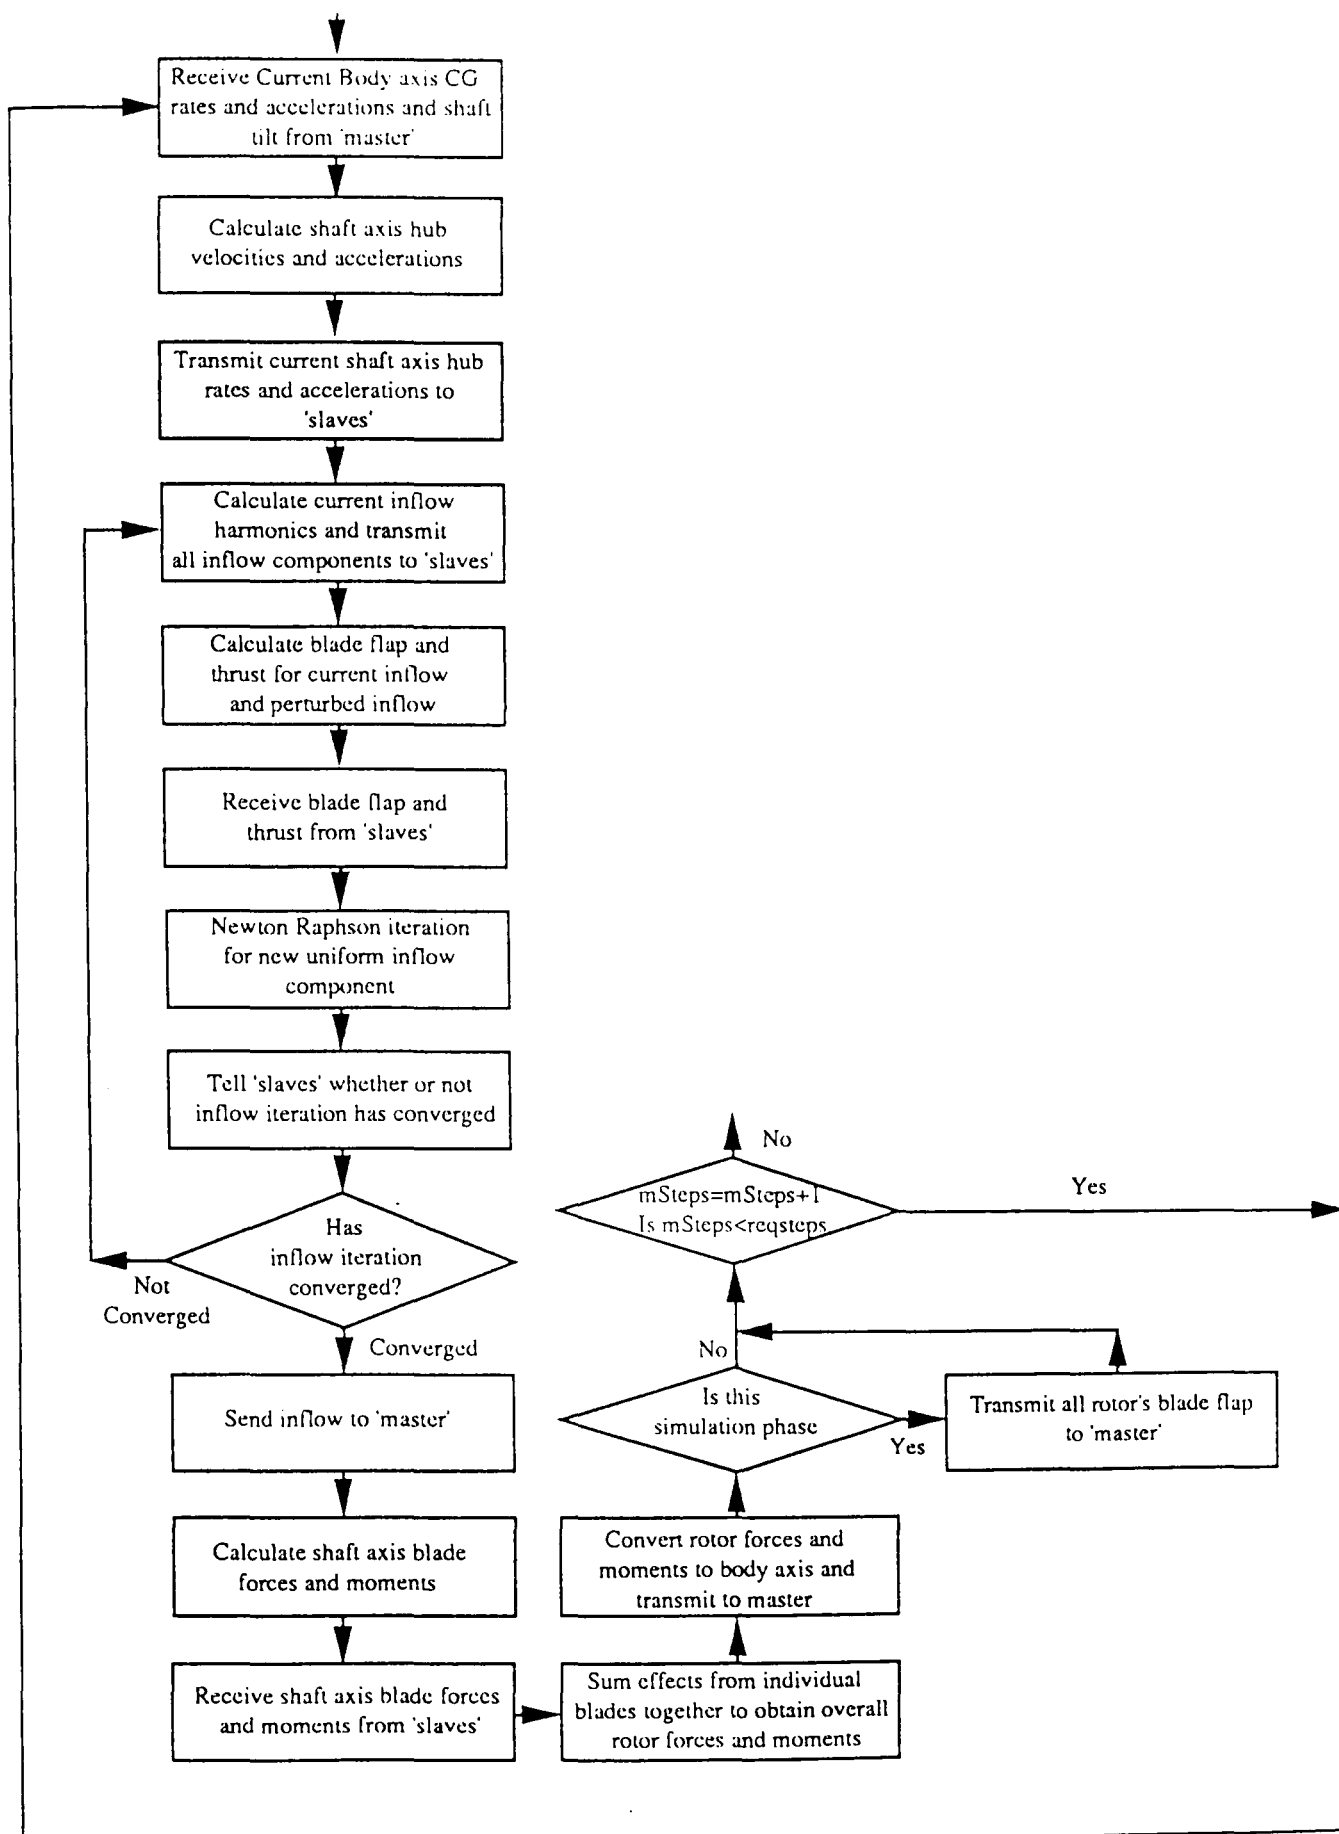 Receive Current Body axis CG
rates and accelerations and shaft
tilt from 'master'
Calculate shaft axis hub
velocities and accelerations
Transmit current shaft axis hub
rates and accelerations to
'slaves'
Calculate current inflow
harmonics and transmit
all inflow components to 'slaves'
Calculate blade flap and
thrust for current inflow
and perturbed inflow
Receive blade flap and
thrust from 'slaves'
Newton Raphson iteration
for new uniform inflow
component
Tell 'slaves' whether or not
inflow iteration has converged
Has
inflow iteration
converged?
Not
Converged
Converged
Send inflow to 'master'
Calculate shaft axis blade
forces and moments
Receive shaft axis blade forces
and moments from 'slaves'
Sum effects from individual
blades together to obtain overall
rotor forces and moments
Convert rotor forces and
moments to body axis and
transmit to master
Is this
simulation phase
Yes
Transmit all rotor's blade flap
to 'master'
No
mSteps=mSteps+1
Is mSteps<reqsteps
No
Yes